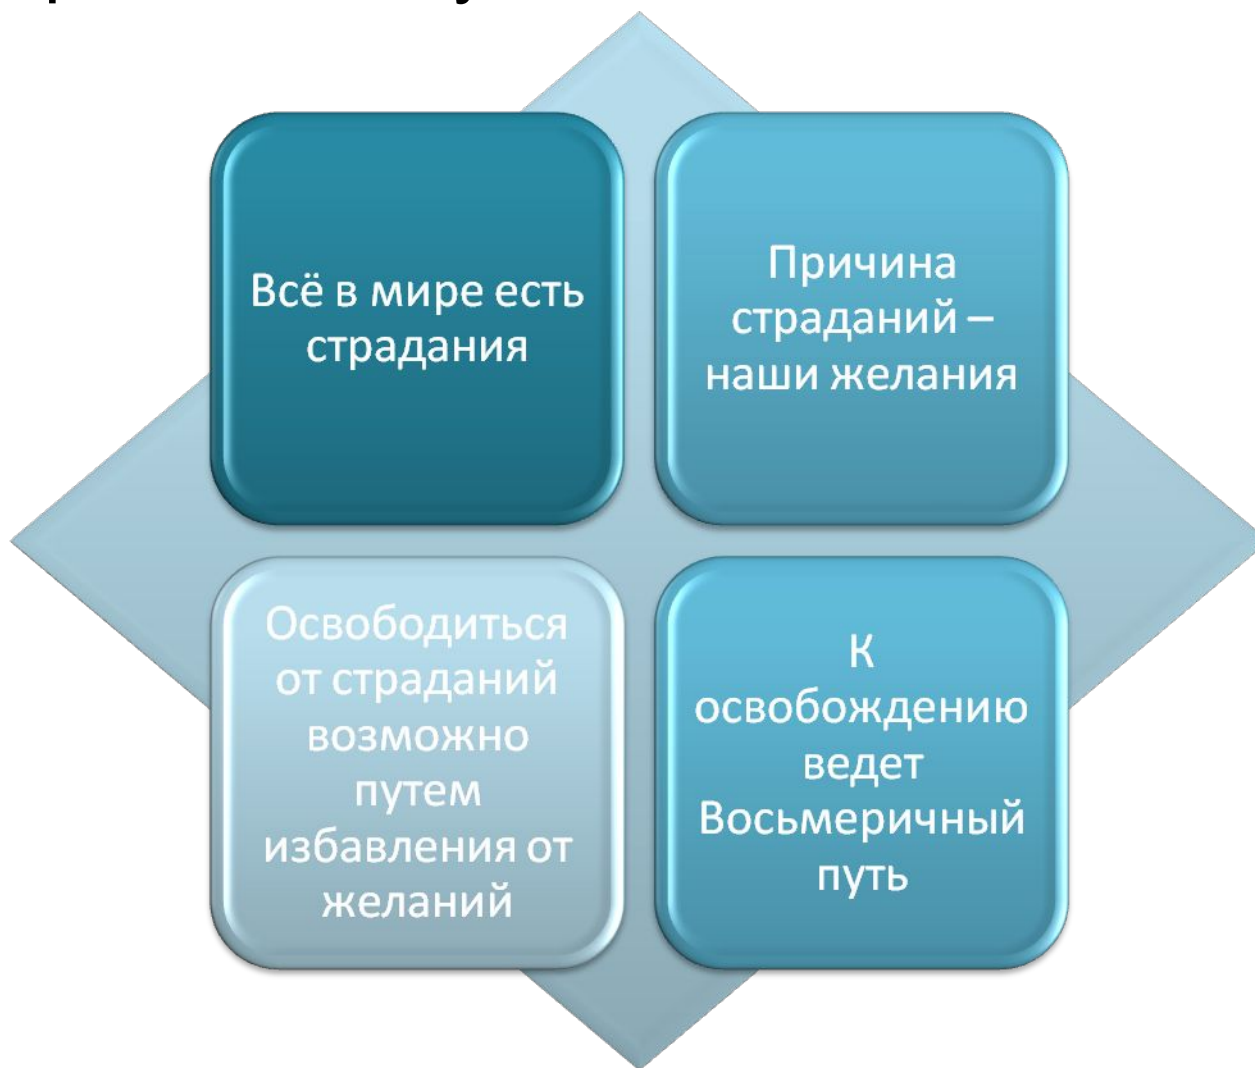 Всё в мире есть
страдания
Причина
страданий –
наши желания
Освободиться
от страданий
возможно
путем
избавления от
желаний
К
освобождению
ведет
Восьмеричный
путь